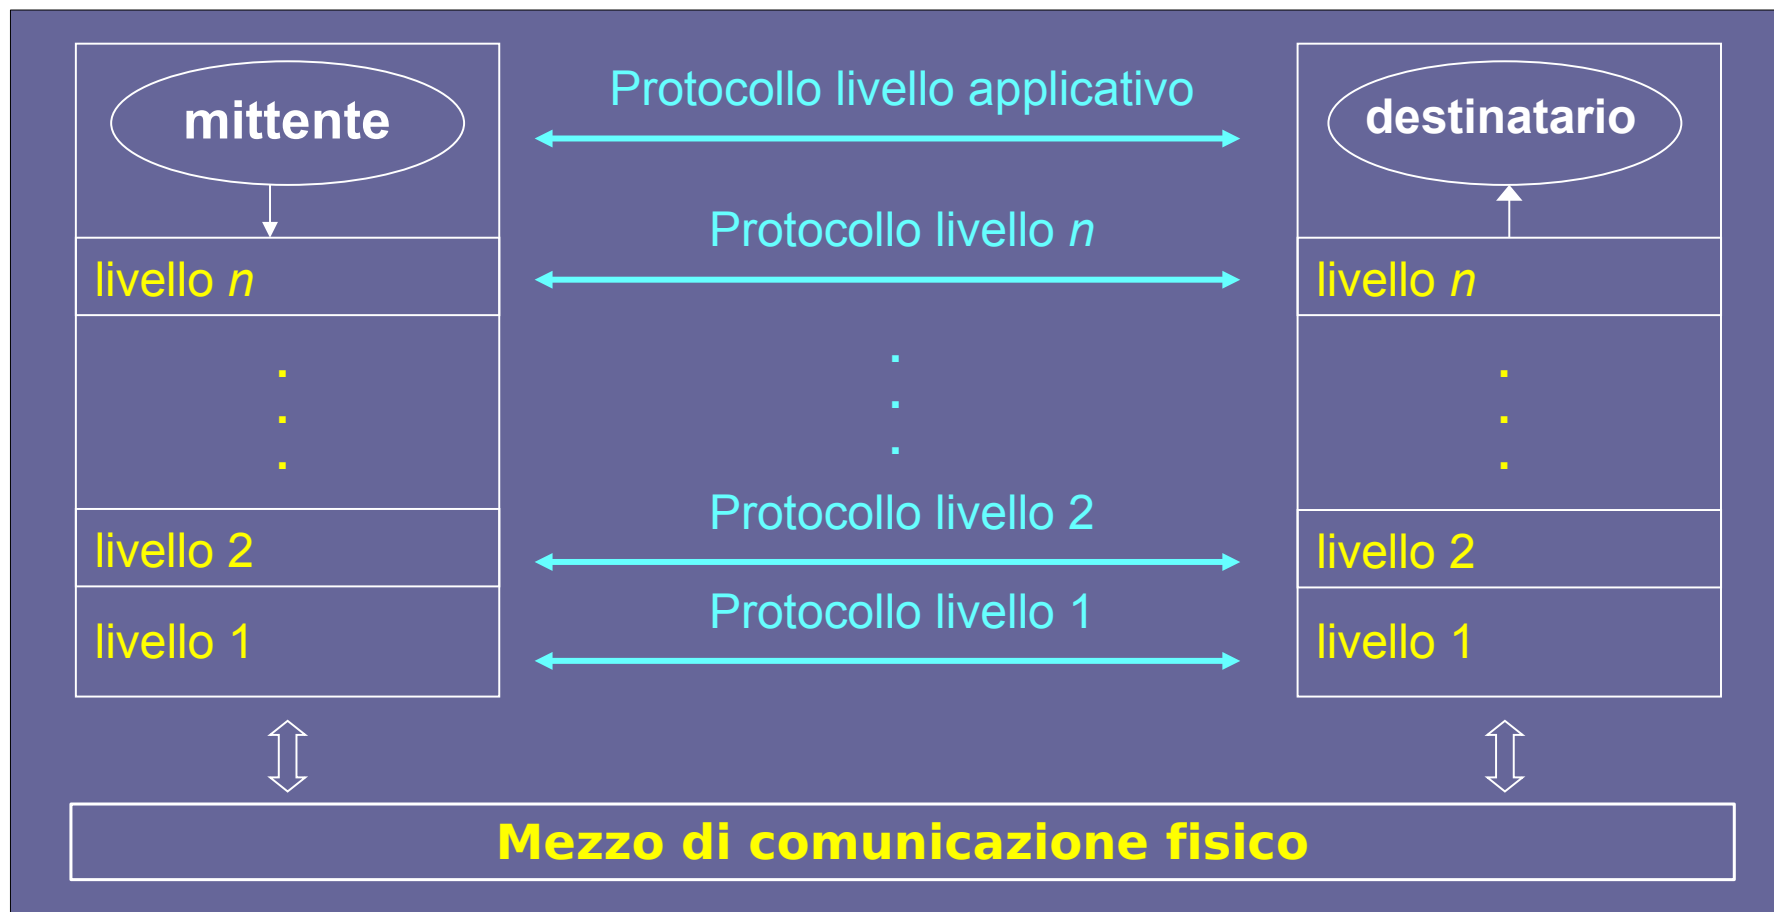 mittente
Protocollo livello applicativo
destinatario
Protocollo livello n
livello n
livello n
.
.
.
.
.
.
.
.
.
Protocollo livello 2
livello 2
livello 2
Protocollo livello 1
livello 1
livello 1
Mezzo di comunicazione fisico